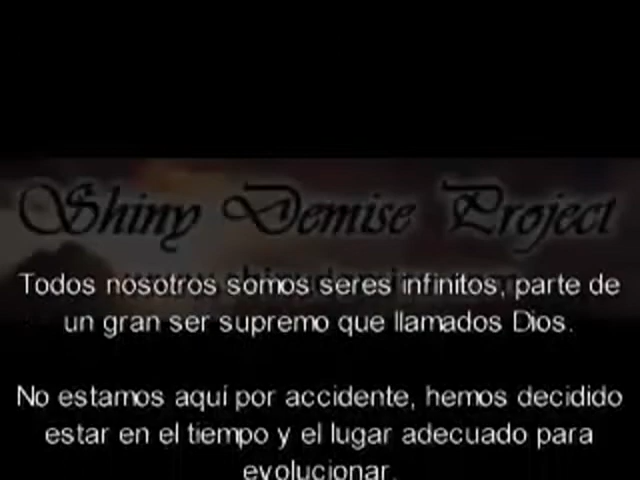 Shiny Demise Project
Todos nosotros somos seres infinitos, parte de
un gran ser supremo que llamados Dios.
No estamos aquí por accidente, hemos decidido
estar en el tiempo y el lugar adecuado para
evolucionar.